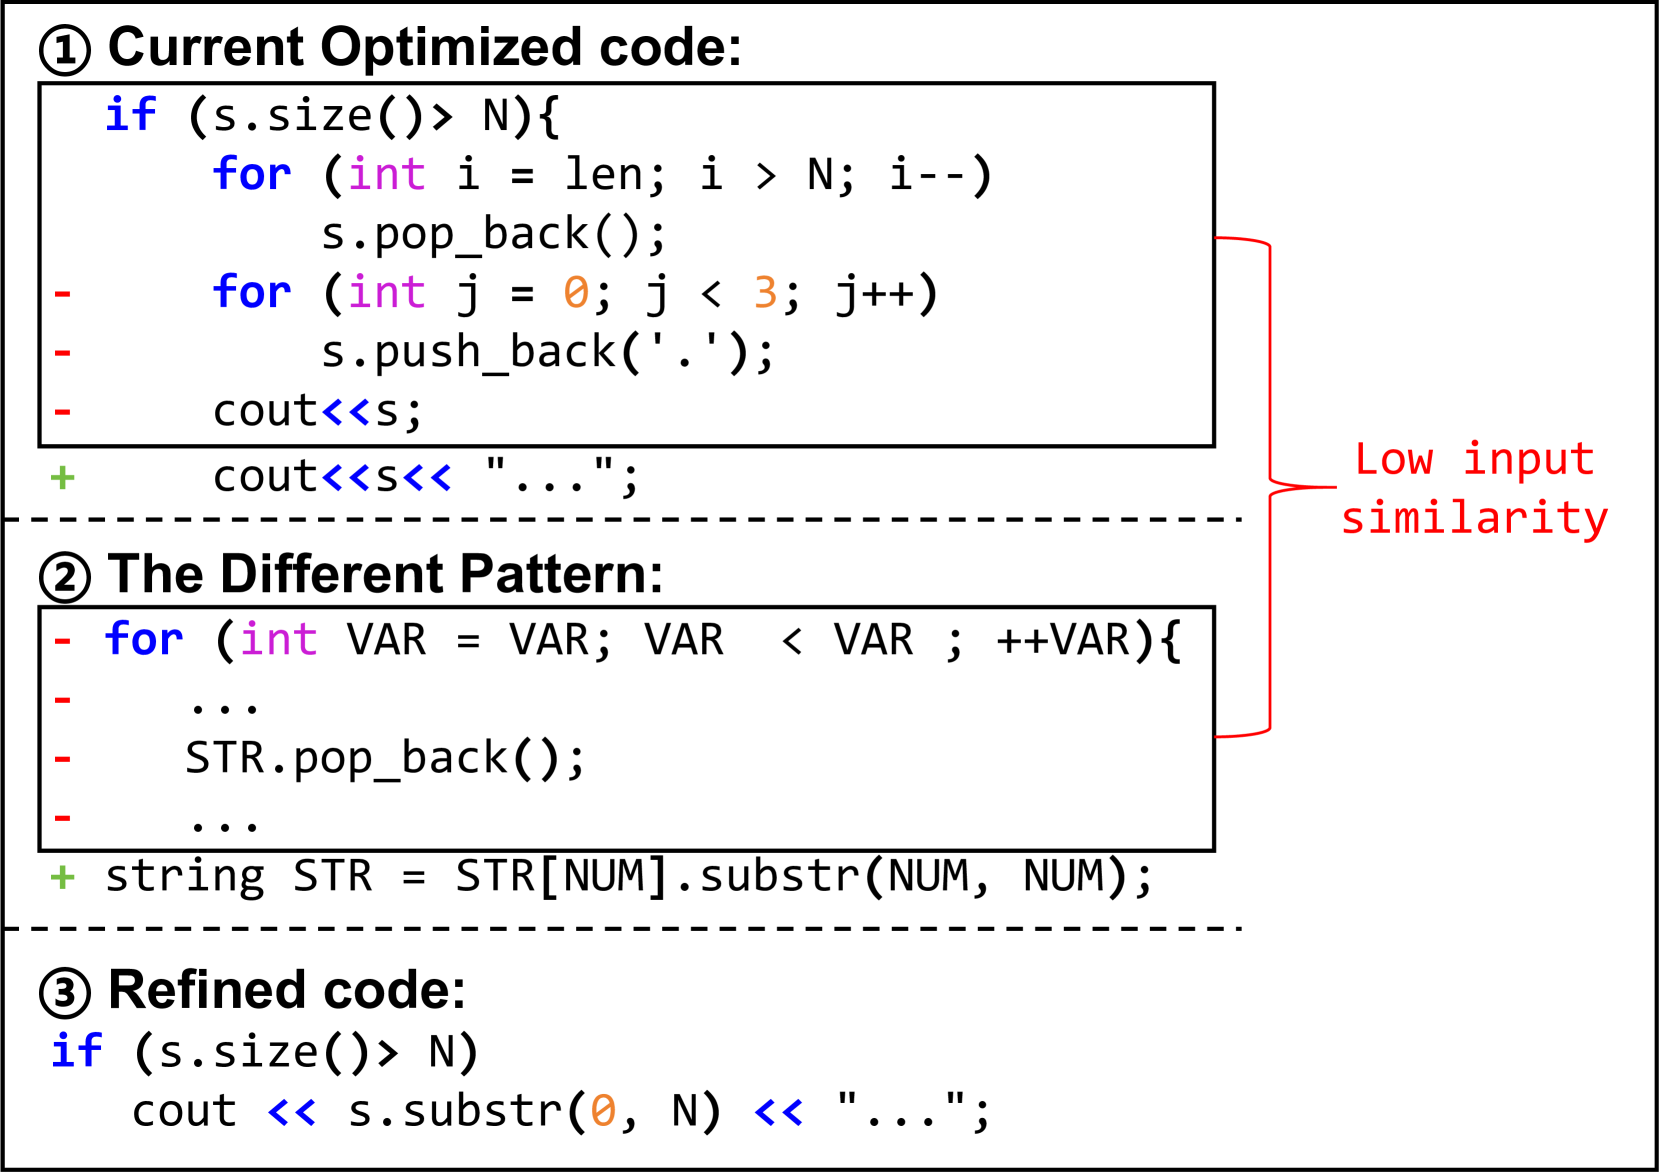 ① Current Optimized code:
if (s.size()> N){
for (int i = len; i > N; i--)
s.pop_back();
- for (int j = 0; j < 3; j++)
- s.push_back('.');
- cout<<s;
+ cout<<s<< "...";
Low input
similarity
② The Different Pattern:
- for (int VAR = VAR; VAR < VAR ; ++VAR){
- ...
- STR.pop_back();
- ...
+ string STR = STR[NUM].substr(NUM, NUM);
③ Refined code:
if (s.size()> N)
cout << s.substr(0, N) << "...";